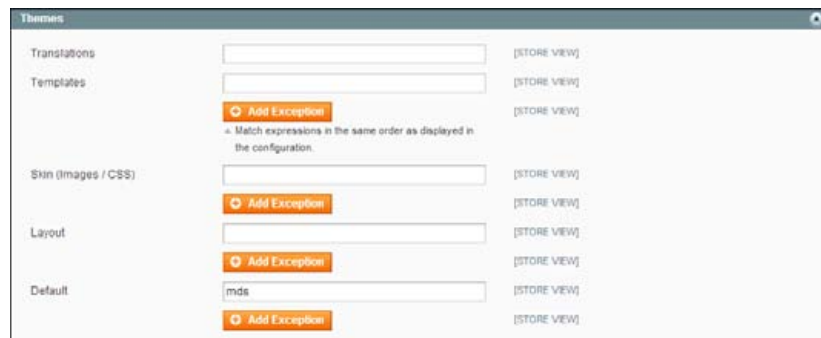 Themes
Translations [STORE VIEW]
Templates [STORE VIEW]
Add Exception [STORE VIEW]
Match expressions in the same order as displayed in
the configuration.
Skin (Images / CSS) [STORE VIEW]
Add Exception [STORE VIEW]
Layout [STORE VIEW]
Add Exception [STORE VIEW]
Default mds [STORE VIEW]
Add Exception [STORE VIEW]